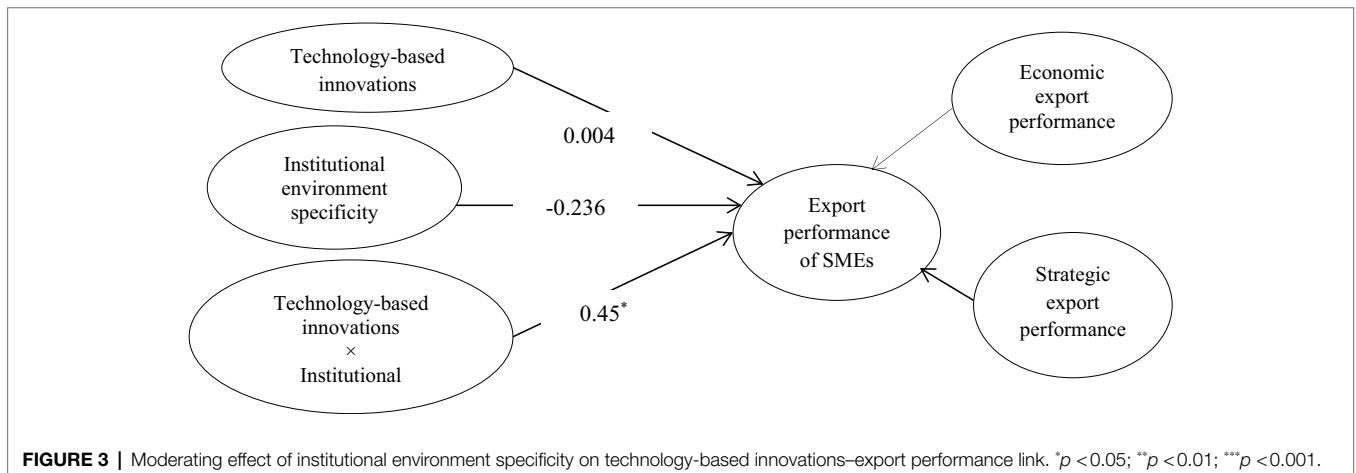 Technology-based
innovations
Institutional
environment
specificity
Technology-based
innovations
×
Institutional
0.004
-0.236
0.45*
Export
performance
of SMEs
Economic
export
performance
Strategic
export
performance
FIGURE 3 | Moderating effect of institutional environment specificity on technology-based innovations–export performance link. *p < 0.05; **p < 0.01; ***p < 0.001.